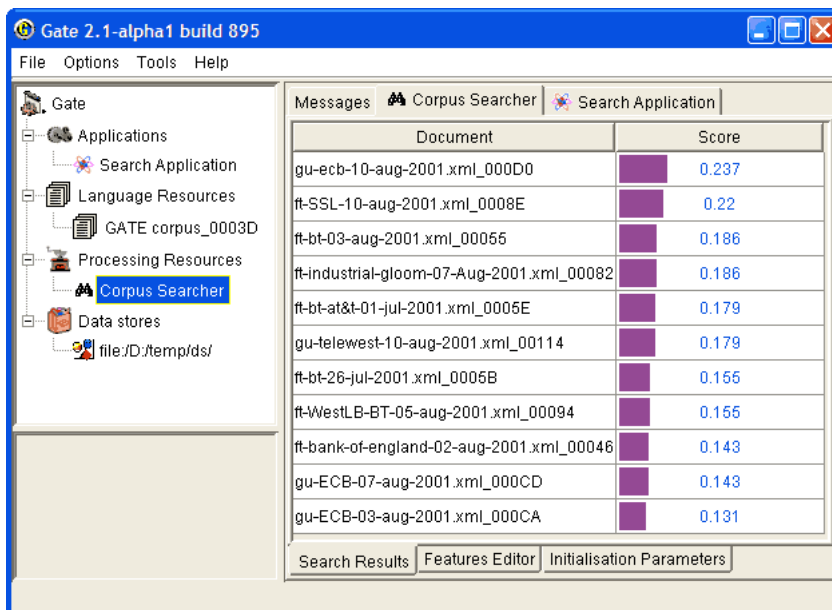 Gate 2.1-alpha1 build 895
File Options Tools Help
Gate
Applications
Search Application
Language Resources
GATE corpus_0003D
Processing Resources
Corpus Searcher
Data stores
file:/D:/temp/ds/
Messages Corpus Searcher Search Application
Document Score
gu-ecb-10-aug-2001.xml_000D0 0.237
ft-SSL-10-aug-2001.xml_0008E 0.22
ft-bt-03-aug-2001.xml_00055 0.186
ft-industrial-gloom-07-Aug-2001.xml_00082 0.186
ft-bt-at&t-01-jul-2001.xml_0005E 0.179
gu-telewest-10-aug-2001.xml_00114 0.179
ft-bt-26-jul-2001.xml_0005B 0.155
ft-WestLB-BT-05-aug-2001.xml_00094 0.155
ft-bank-of-england-02-aug-2001.xml_00046 0.143
gu-ECB-07-aug-2001.xml_000CD 0.143
gu-ECB-03-aug-2001.xml_000CA 0.131
Search Results Features Editor Initialisation Parameters